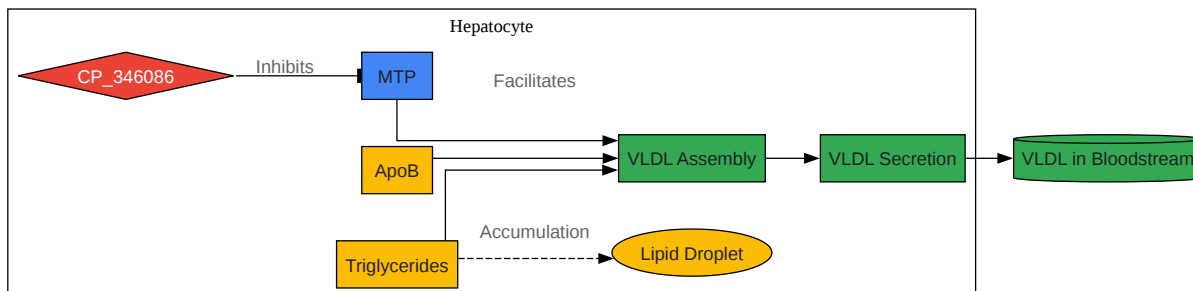 Hepatocyte
CP_346086
Inhibits
MTP
Facilitates
ApoB
VLDL Assembly
VLDL Secretion
VLDL in Bloodstream
Triglycerides
Accumulation
Lipid Droplet